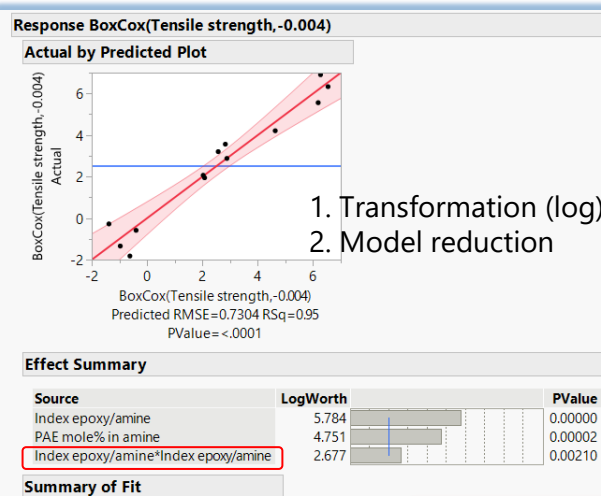 Response BoxCox(Tensile strength,-0.004)
Actual by Predicted Plot
BoxCox(Tensile strength,-0.004)
Actual
6
4
2
0
-2
-2 0 2 4 6
1. Transformation (log)
2. Model reduction
BoxCox(Tensile strength,-0.004)
Predicted RMSE=0.7304 RSq=0.95
PValue=<.0001
Effect Summary
Source LogWorth PValue
Index epoxy/amine 5.784 0.00000
PAE mole% in amine 4.751 0.00002
Index epoxy/amine*Index epoxy/amine 2.677 0.00210
Summary of Fit